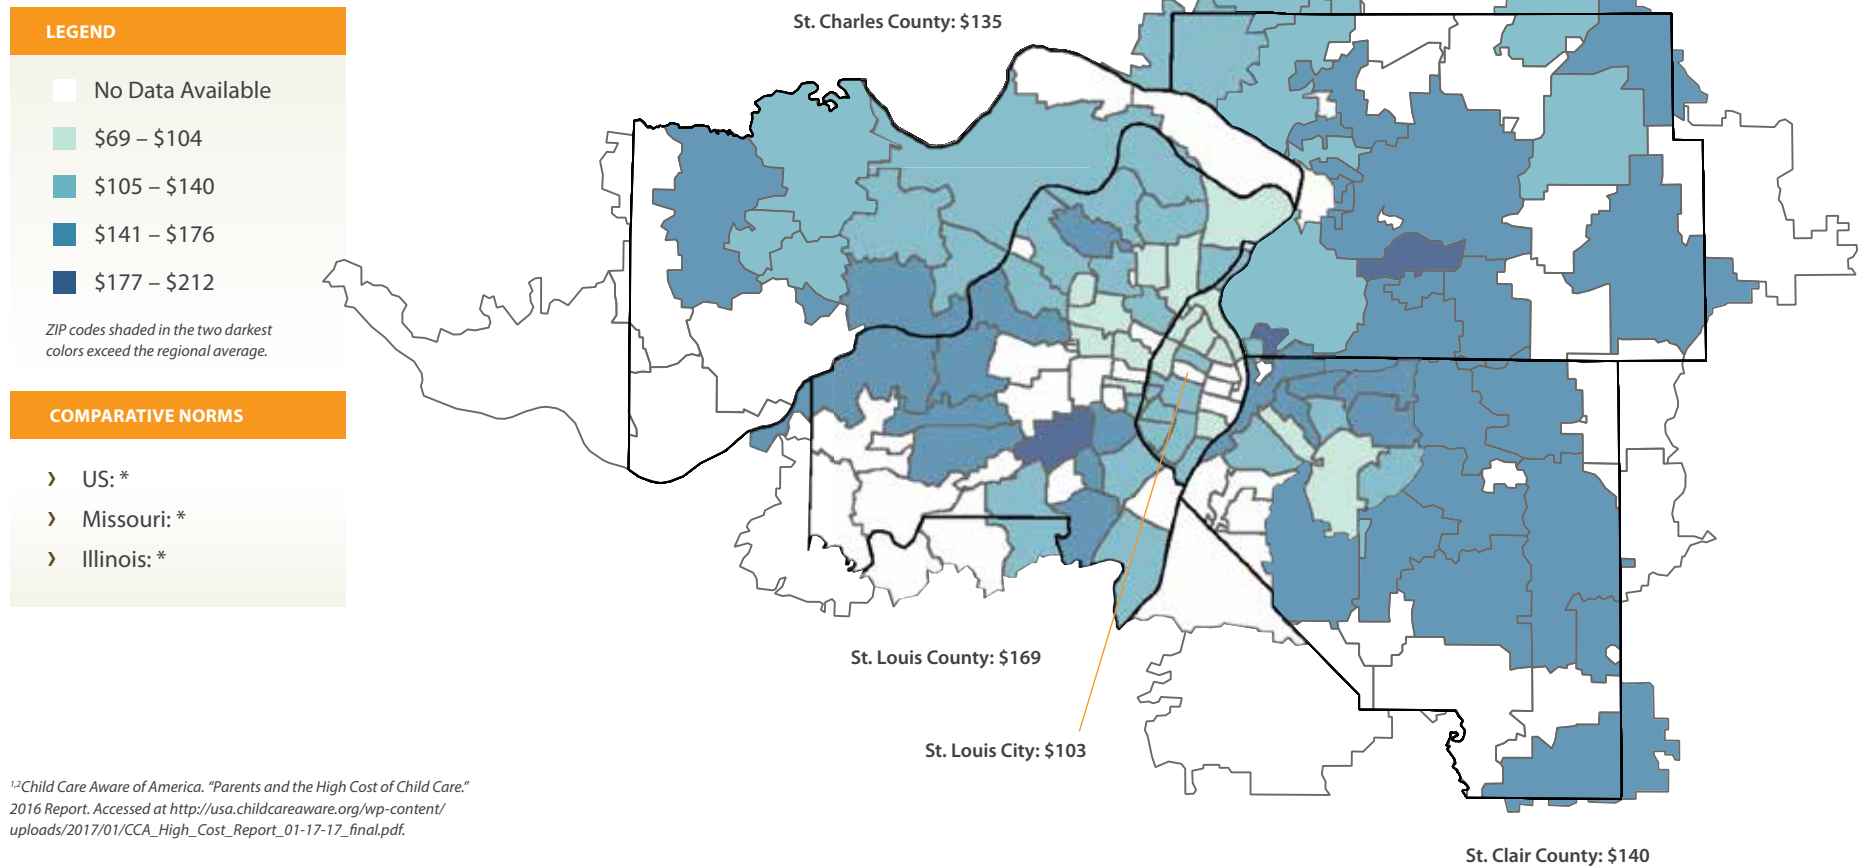 LEGEND
No Data Available
$69 – $104
$105 – $140
$141 – $176
$177 – $212
ZIP codes shaded in the two darkest
colors exceed the regional average.
COMPARATIVE NORMS
› US: *
› Missouri: *
› Illinois: *
St. Charles County: $135
St. Louis County: $169
St. Louis City: $103
St. Clair County: $140
1,2Child Care Aware of America. “Parents and the High Cost of Child Care.”
2016 Report. Accessed at http://usa.childcareaware.org/wp-content/
uploads/2017/01/CCA_High_Cost_Report_01-17-17_final.pdf.